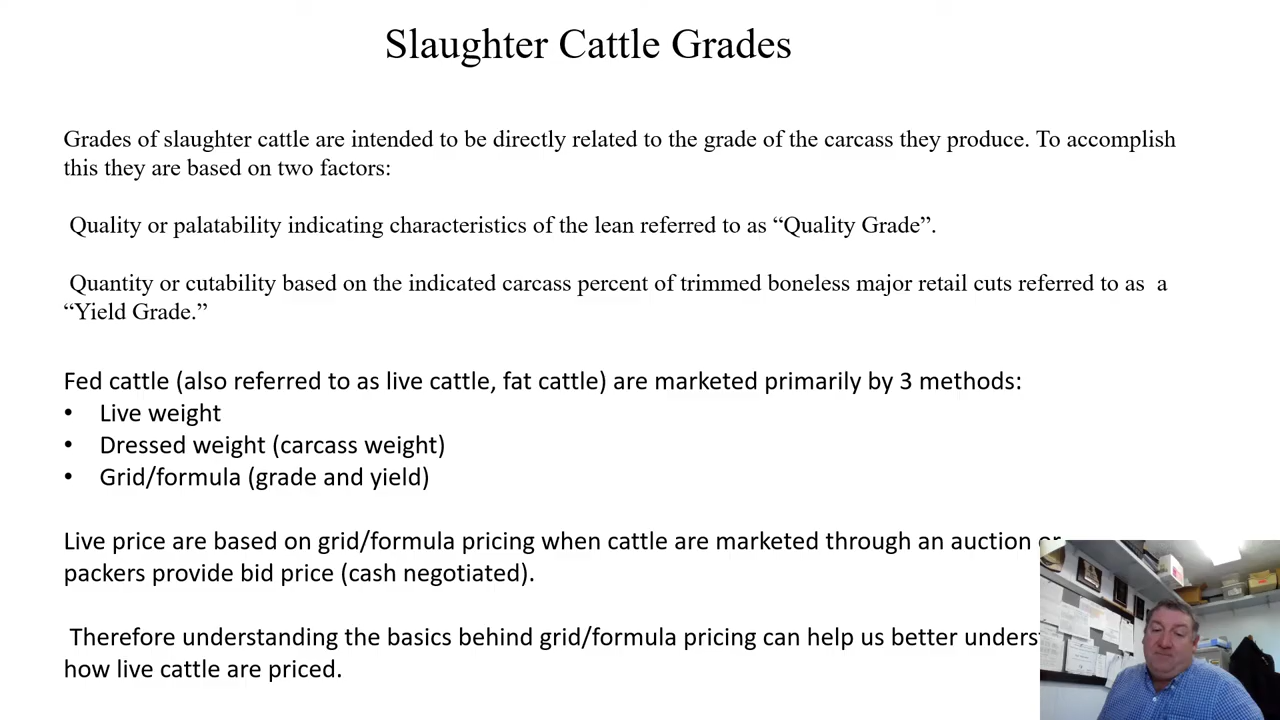 Slaughter Cattle Grades
Grades of slaughter cattle are intended to be directly related to the grade of the carcass they produce. To accomplish
this they are based on two factors:
Quality or palatability indicating characteristics of the lean referred to as “Quality Grade”.
Quantity or cutability based on the indicated carcass percent of trimmed boneless major retail cuts referred to as a
“Yield Grade.”
Fed cattle (also referred to as live cattle, fat cattle) are marketed primarily by 3 methods:
• Live weight
• Dressed weight (carcass weight)
• Grid/formula (grade and yield)
Live price are based on grid/formula pricing when cattle are marketed through an auction or
packers provide bid price (cash negotiated).
Therefore understanding the basics behind grid/formula pricing can help us better
how live cattle are priced.